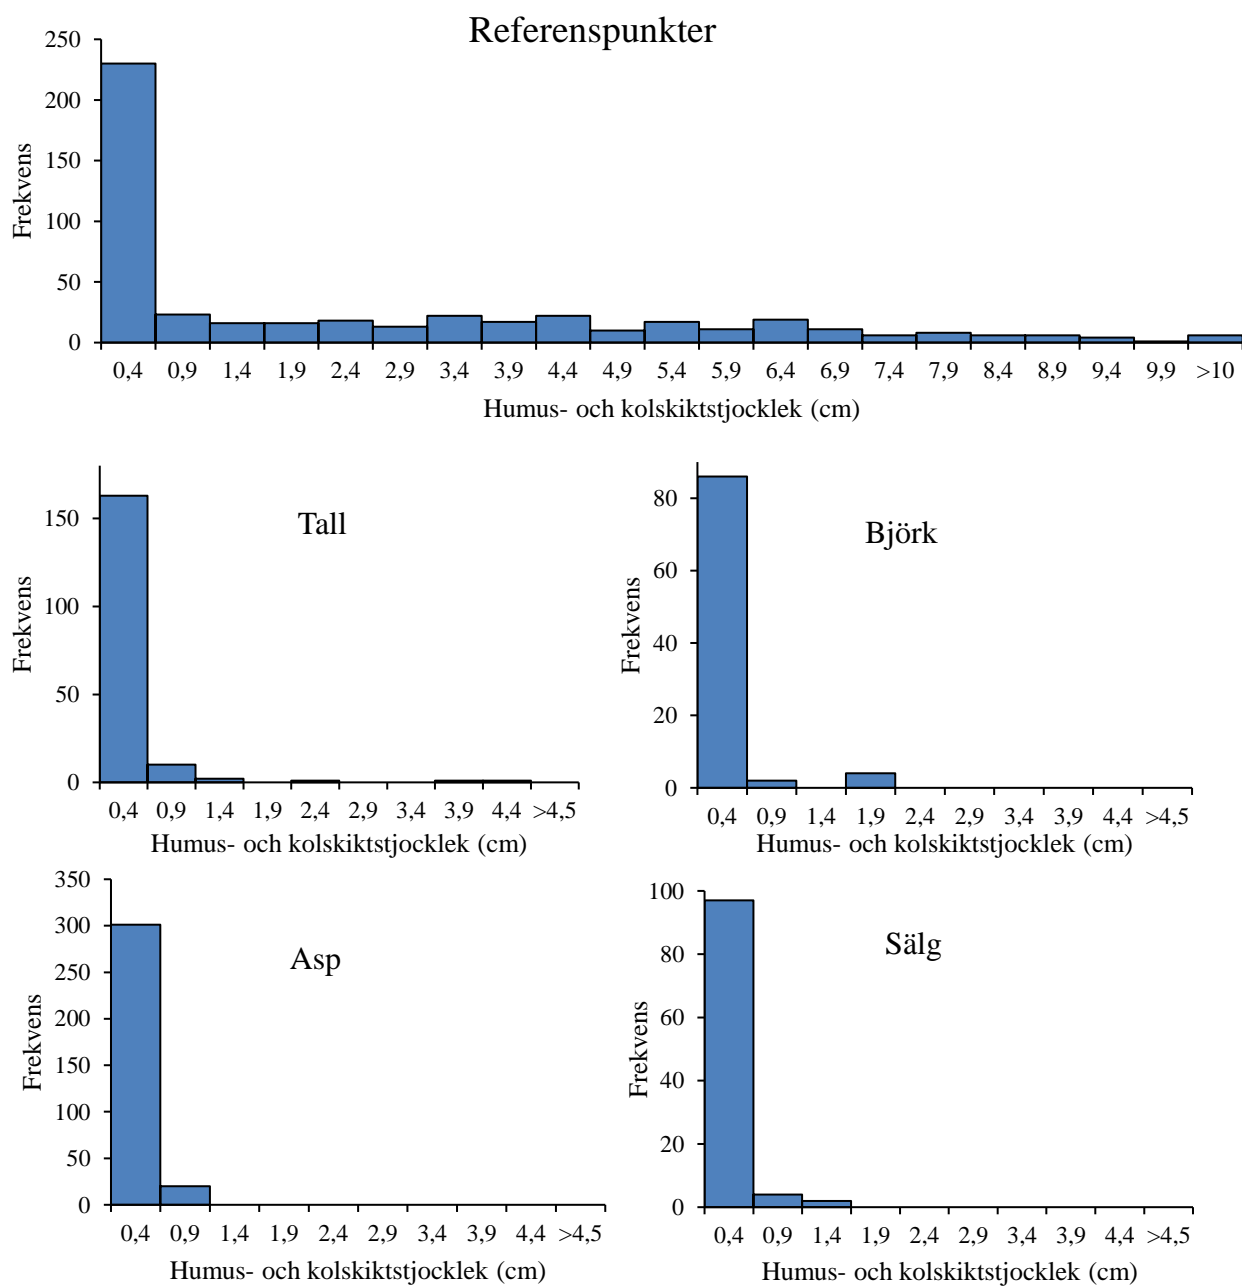 Referenspunkter
250
200
150
100
50
0
Frekvens
0,4 0,9 1,4 1,9 2,4 2,9 3,4 3,9 4,4 4,9 5,4 5,9 6,4 6,9 7,4 7,9 8,4 8,9 9,4 9,9 >10
Humus- och kolskiktstjocklek (cm)
Tall
150
100
50
0
Frekvens
0,4 0,9 1,4 1,9 2,4 2,9 3,4 3,9 4,4 >4,5
Humus- och kolskiktstjocklek (cm)
Björk
80
60
40
20
0
Frekvens
0,4 0,9 1,4 1,9 2,4 2,9 3,4 3,9 4,4 >4,5
Humus- och kolskiktstjocklek (cm)
Asp
350
300
250
200
150
100
50
0
Frekvens
0,4 0,9 1,4 1,9 2,9 2,9 3,4 3,9 4,4 >4,5
Humus- och kolskiktstjocklek (cm)
Sälg
100
80
60
40
20
0
Frekvens
0,4 0,9 1,4 1,9 2,4 2,9 3,4 3,9 4,4 >4,5
Humus- och kolskiktstjocklek (cm)